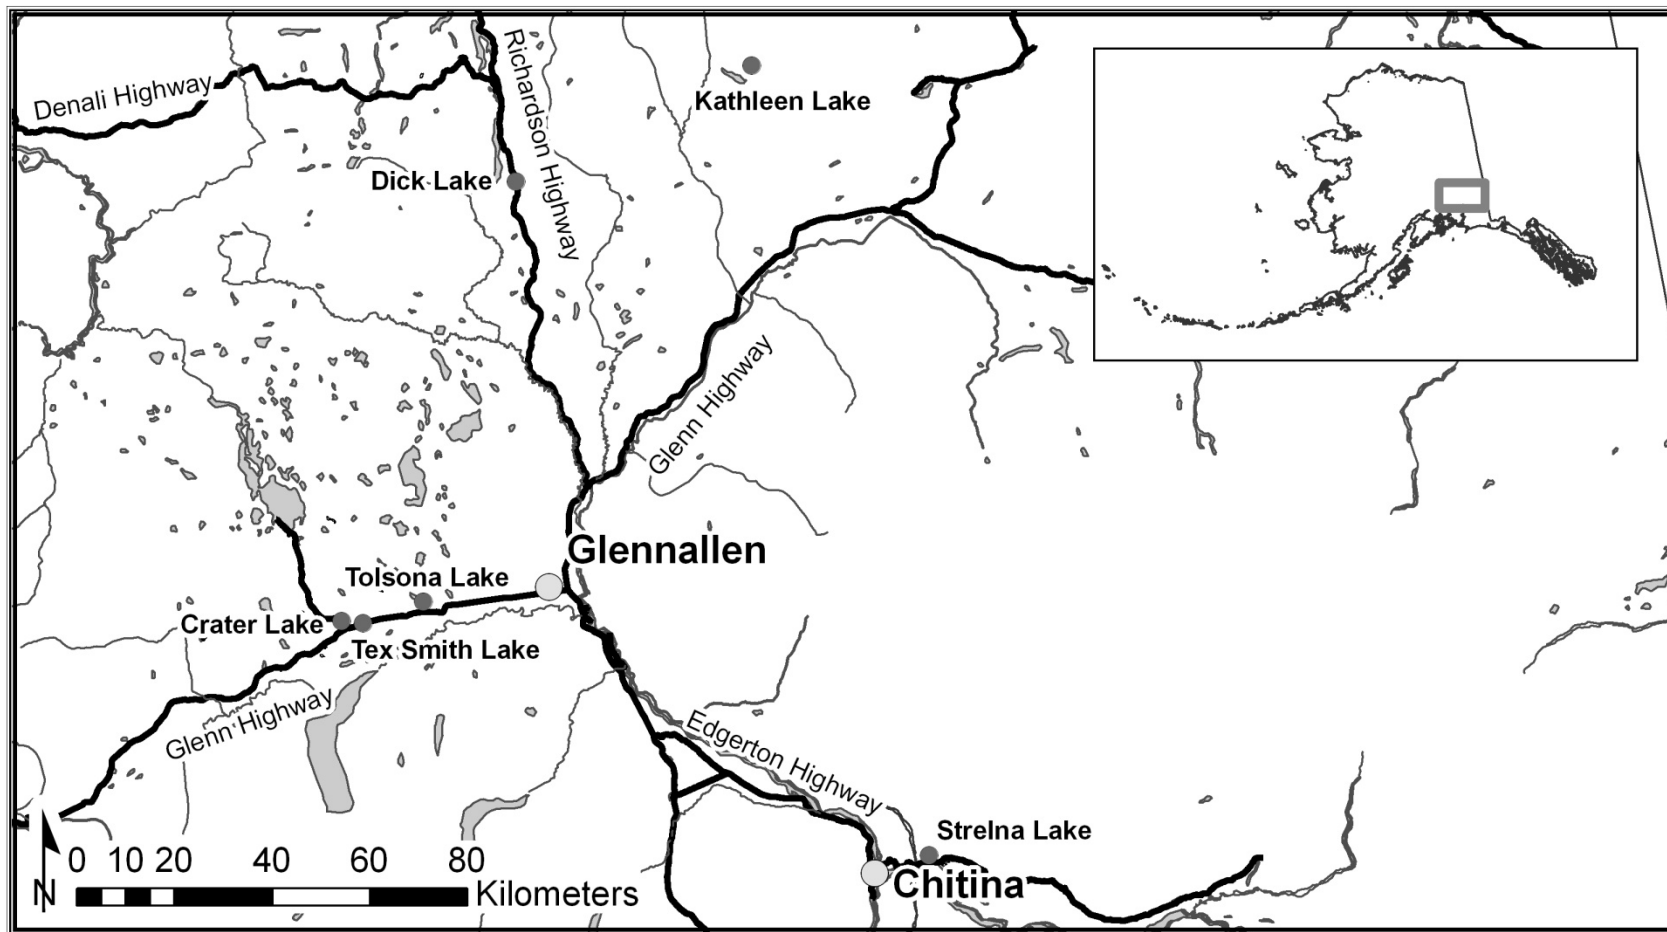 Denali Highway
Richardson Highway
Kathleen Lake
Dick Lake
Glenn Highway
Glennallen
Tolsona Lake
Crater Lake
Tex Smith Lake
Glenn Highway
Edgerton Highway
Strelna Lake
Chitina
N
0 10 20 40 60 80
Kilometers